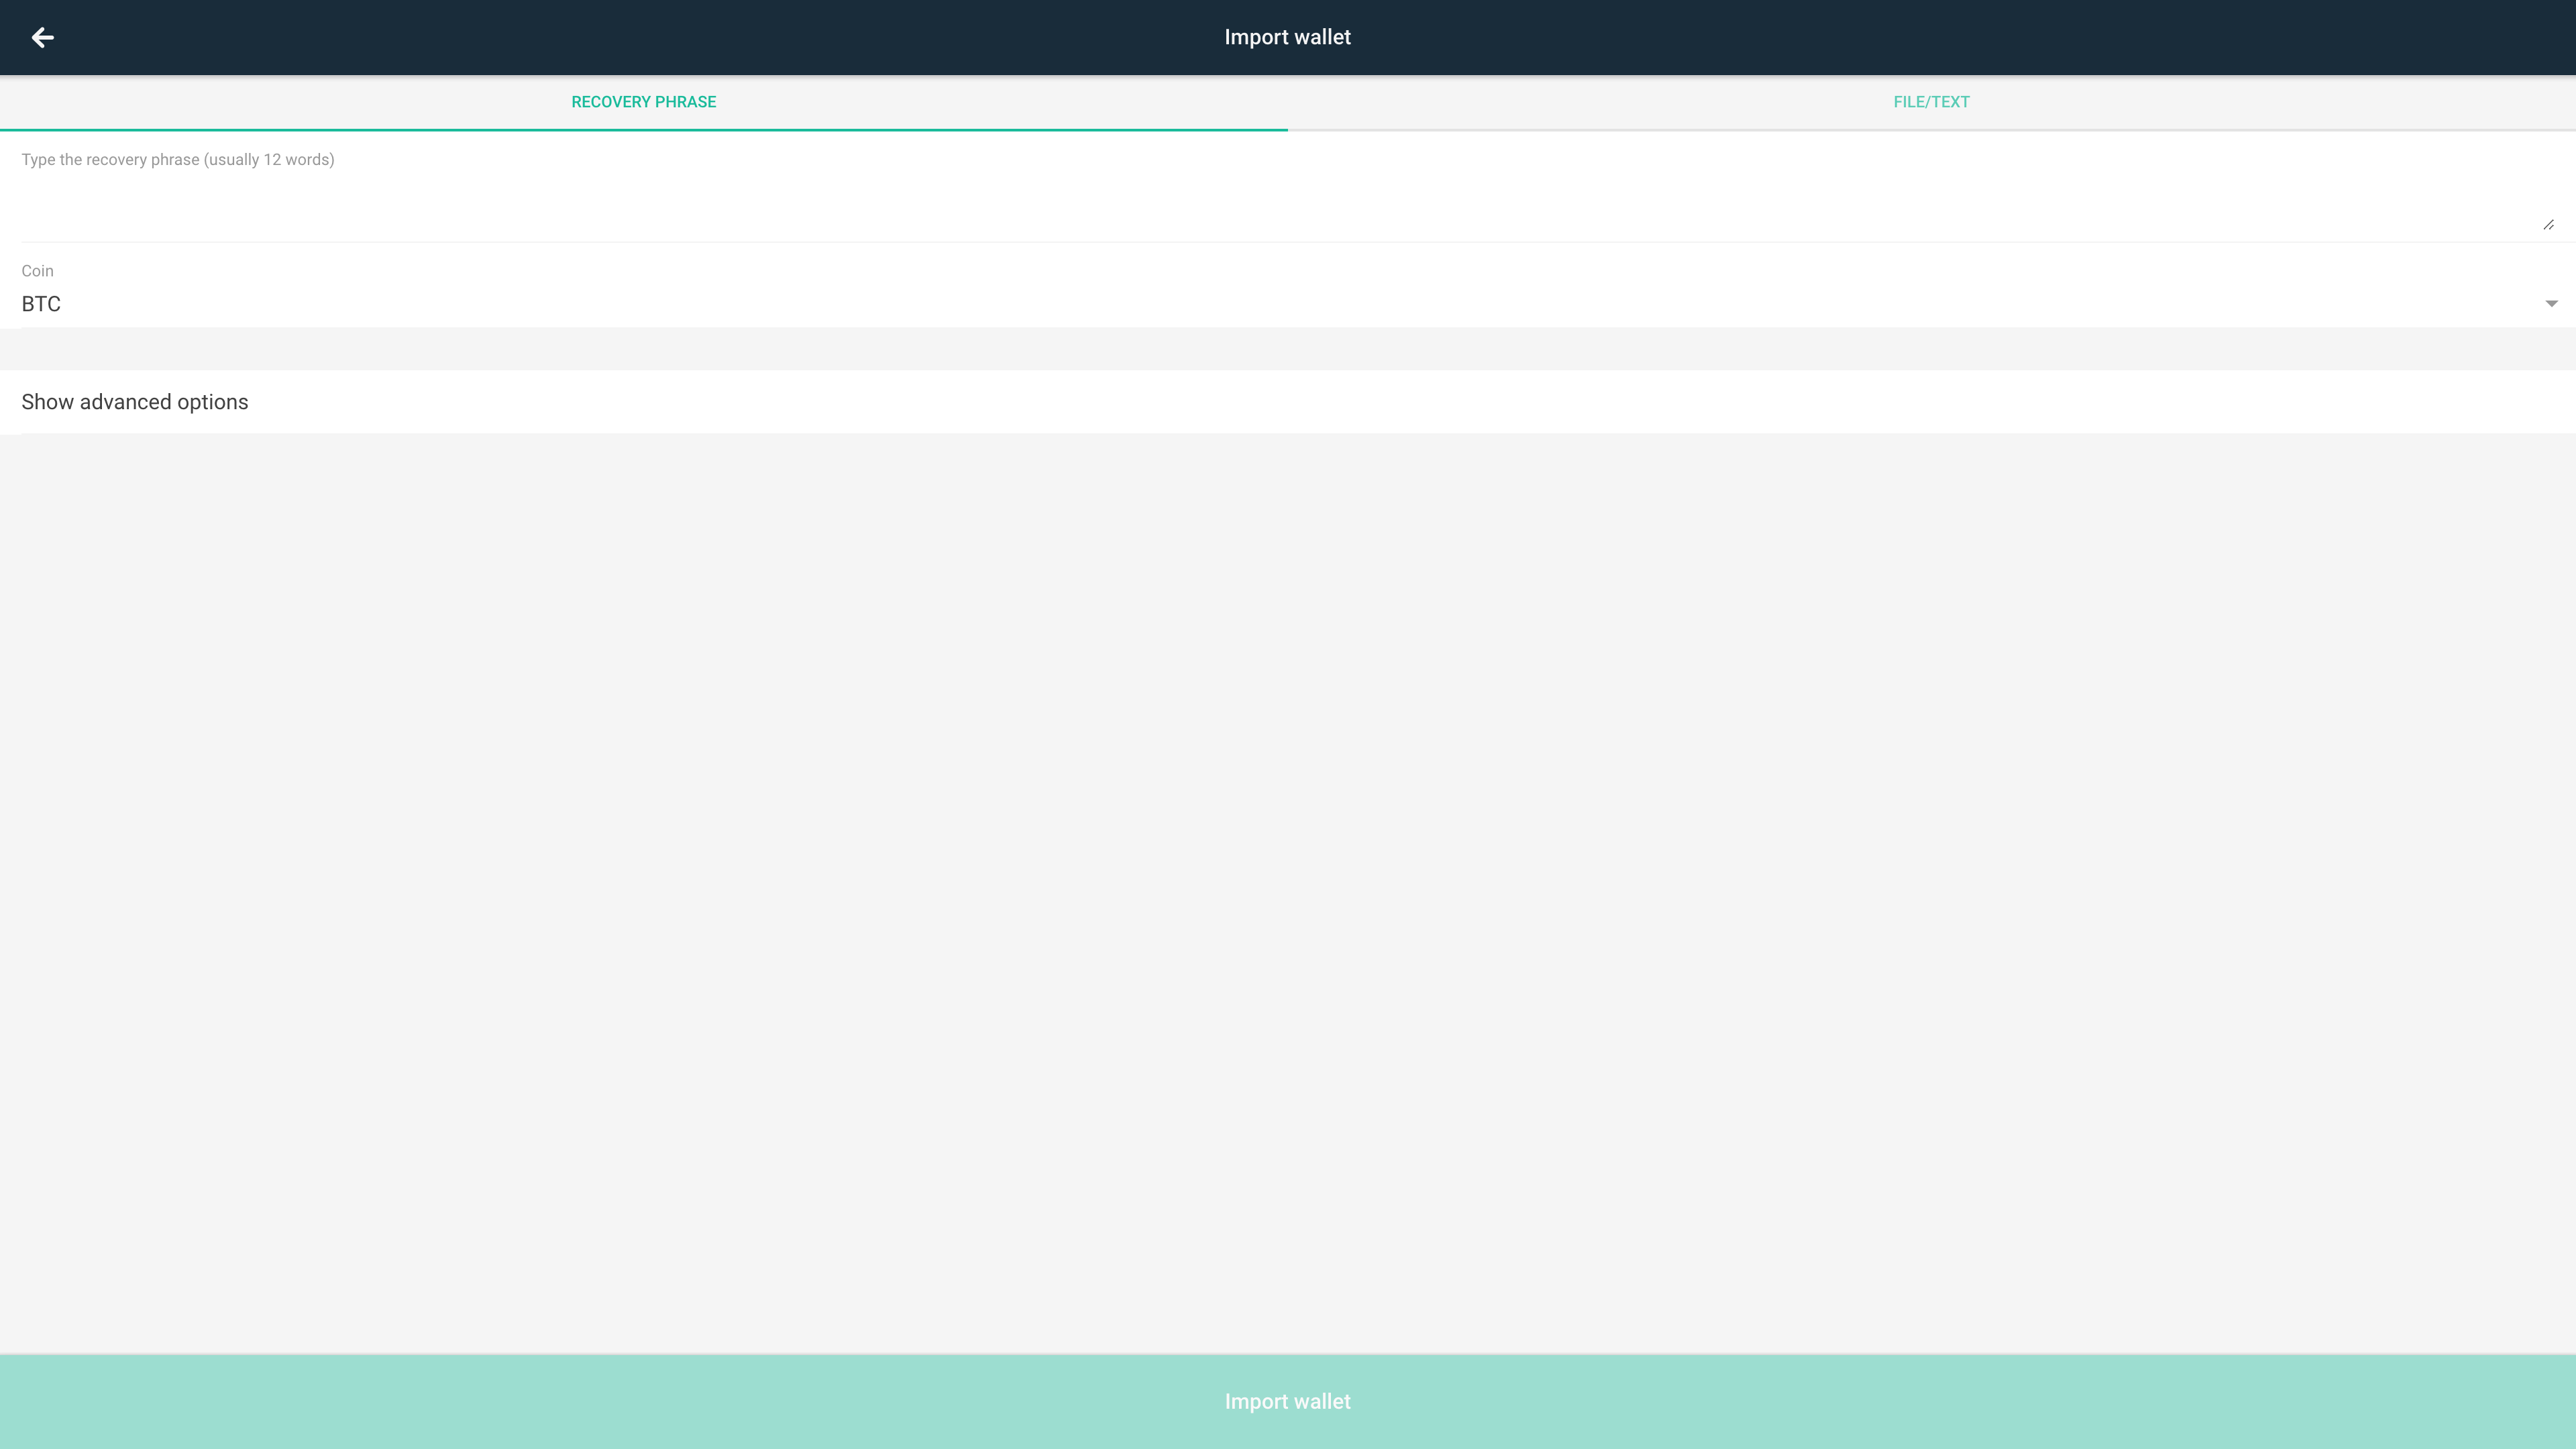 Import wallet
RECOVERY PHRASE
FILE/TEXT
Type the recovery phrase (usually 12 words)
Coin
BTC
Show advanced options
Import wallet